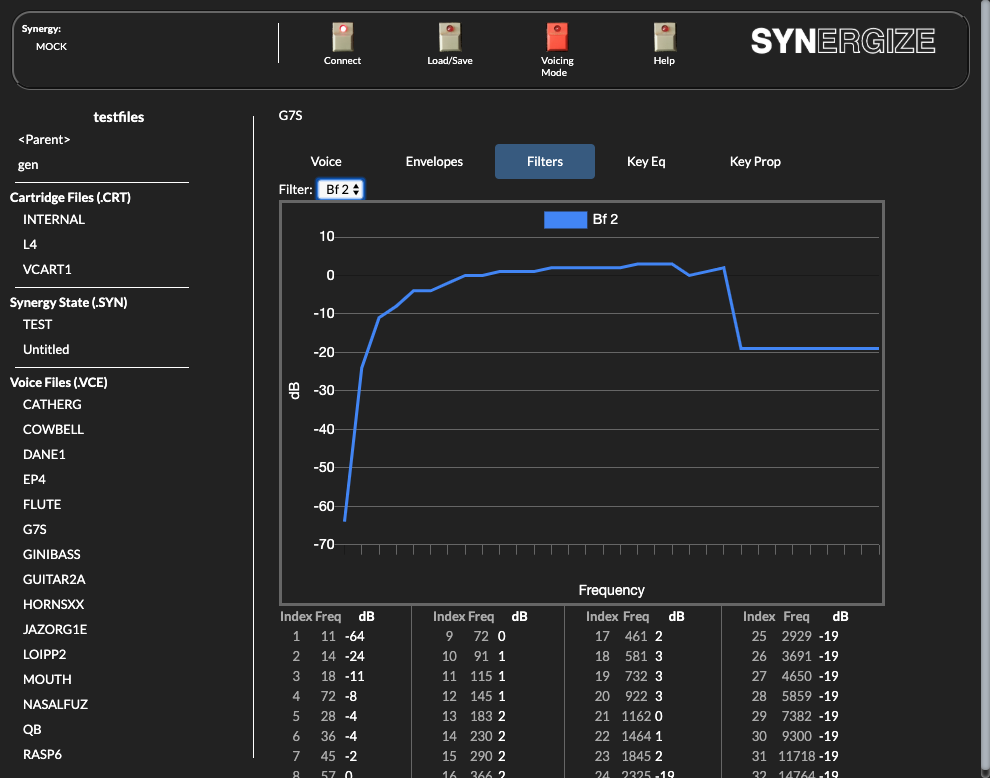 Synergy:
MOCK
Connect
Load/Save
Voicing
Mode
Help
SYNERGIZE
testfiles
<Parent>
gen
Cartridge Files (.CRT)
INTERNAL
L4
VCART1
Synergy State (.SYN)
TEST
Untitled
Voice Files (.VCE)
CATHERG
COWBELL
DANE1
EP4
FLUTE
G7S
GINIBASS
GUITAR2A
HORNSXX
JAZORG1E
LOIPP2
MOUTH
NASALFUZ
QB
RASP6
G7S
Voice Envelopes Filters Key Eq Key Prop
Filter: Bf 2
Bf 2
10
0
-10
-20
-30
-40
-50
-60
-70
dB
Frequency
Index Freq dB Index Freq dB Index Freq dB Index Freq dB
1 11 -64 9 72 0 17 461 2 25 2929 -19
2 14 -24 10 91 1 18 581 3 26 3691 -19
3 18 -11 11 115 1 19 732 3 27 4650 -19
4 72 -8 12 145 1 20 922 3 28 5859 -19
5 28 -4 13 183 2 21 1162 0 29 7382 -19
6 36 -4 14 230 2 22 1464 1 30 9300 -19
7 45 -2 15 290 2 23 1845 2 31 11718 -19
8 57 0 16 366 2 24 2325 -19 32 14764 -19